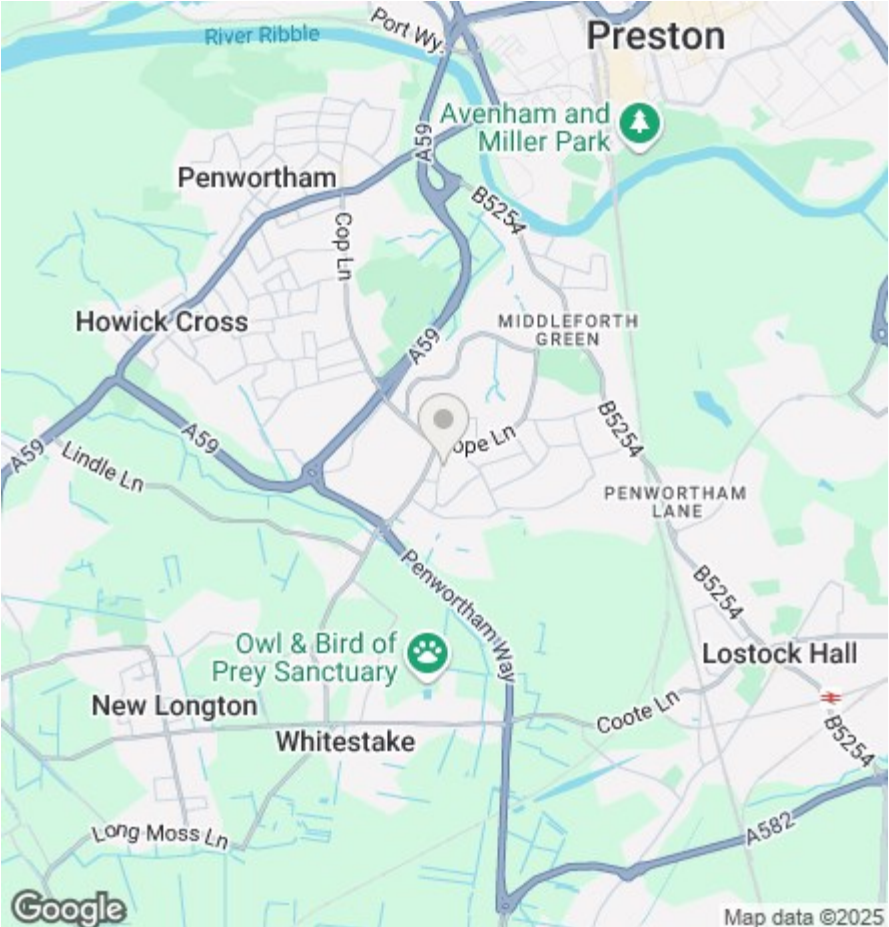 River Ribble
Port Wy.
Preston
Avenham and
Miller Park
A59
Penwortham
B5254
Cop Ln
Howick Cross
MIDDLEFORTH
GREEN
A59
B5254
ope Ln
A59
A59
Lindle Ln
PENWORTHAM
LANE
Penwortham Way
B5254
Owl & Bird of
Prey Sanctuary
Lostock Hall
New Longton
Coote Ln
Whitestake
B5254
Long Moss Ln
A582
Google
Map data ©2025